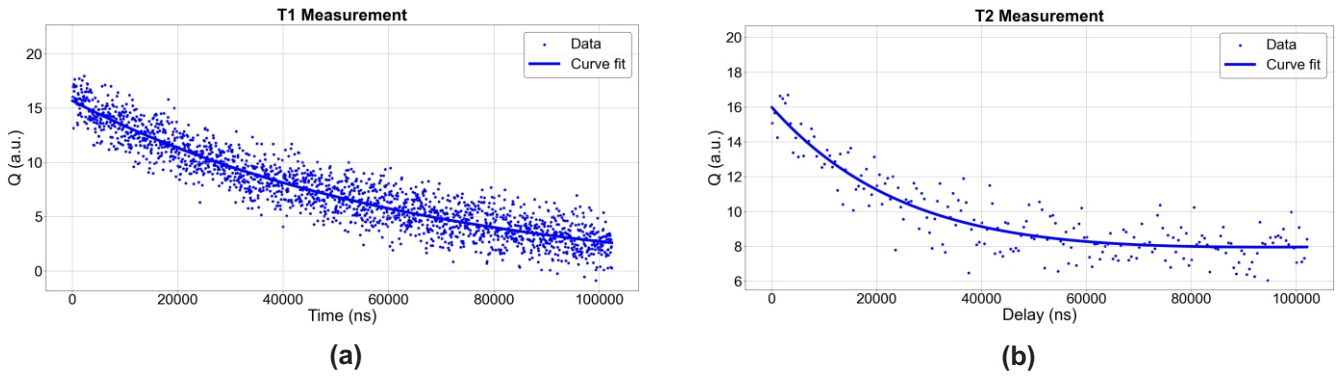 T1 Measurement
Q (a.u.)
20
15
10
5
0
Data
Curve fit
0 20000 40000 60000 80000 100000
Time (ns)
(a)
T2 Measurement
Q (a.u.)
20
18
16
14
12
10
8
6
Data
Curve fit
0 20000 40000 60000 80000 100000
Delay (ns)
(b)